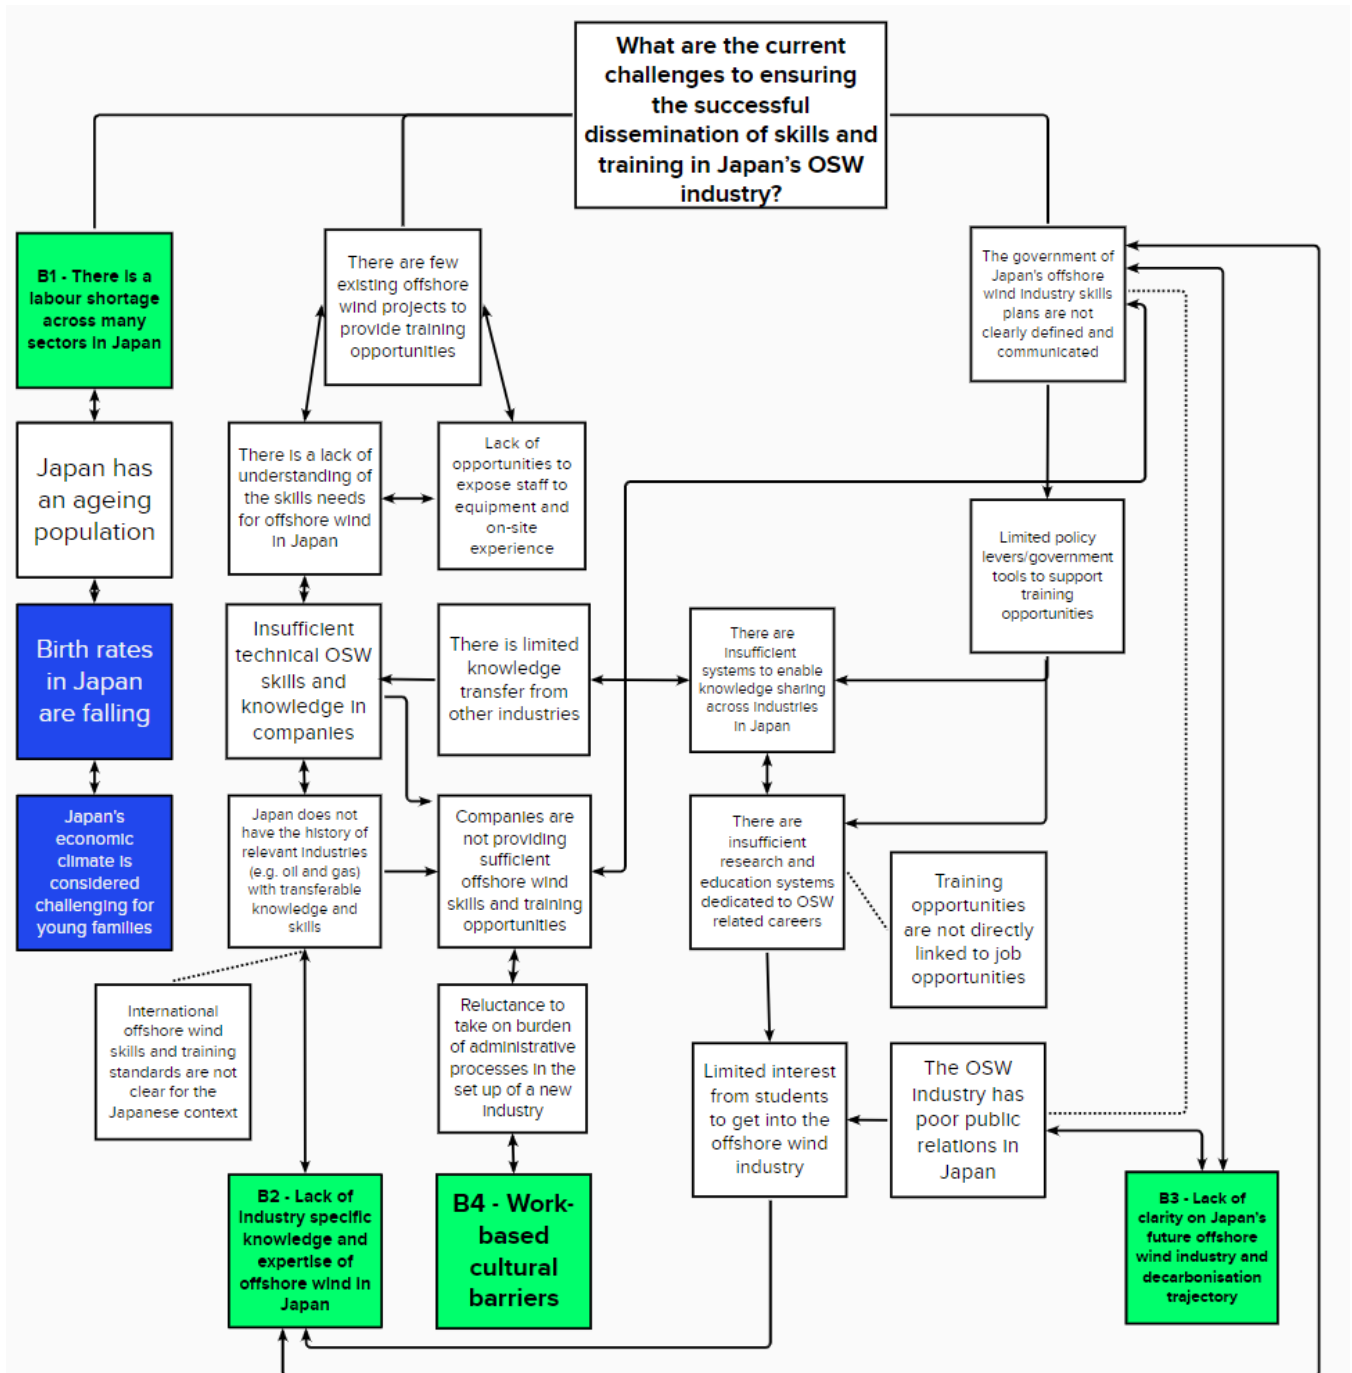 What are the current
challenges to ensuring
the successful
dissemination of skills and
training in Japan's OSW
industry?
B1 - There is a
labour shortage
across many
sectors in Japan
There are few
existing offshore
wind projects to
provide training
opportunities
The government of
Japan's offshore
wind industry skills
plans are not
clearly defined and
communicated
Japan has
an ageing
population
There is a lack of
understanding of
the skills needs
for offshore wind
in Japan
Lack of
opportunities to
expose staff to
equipment and
on-site
experience
Limited policy
levers/government
tools to support
training
opportunities
Birth rates
in Japan
are falling
Insufficient
technical OSW
skills and
knowledge in
companies
There is limited
knowledge
transfer from
other industries
There are
insufficient
systems to enable
knowledge sharing
across industries
in Japan
Japan's
economic
climate is
considered
challenging for
young families
Japan does not
have the history of
relevant industries
(e.g. oil and gas)
with transferable
knowledge and
skills
Companies are
not providing
sufficient
offshore wind
skills and training
opportunities
There are
insufficient
research and
education systems
dedicated to OSW
related careers
Training
opportunities
are not directly
linked to job
opportunities
International
offshore wind
skills and training
standards are not
clear for the
Japanese context
Reluctance to
take on burden
of administrative
processes in the
set up of a new
industry
Limited interest
from students
to get into the
offshore wind
industry
The OSW
industry has
poor public
relations in
Japan
B2 - Lack of
industry specific
knowledge and
expertise of
offshore wind in
Japan
B4 - Work-
based
cultural
barriers
B3 - Lack of
clarity on Japan's
future offshore
wind industry and
decarbonisation
trajectory